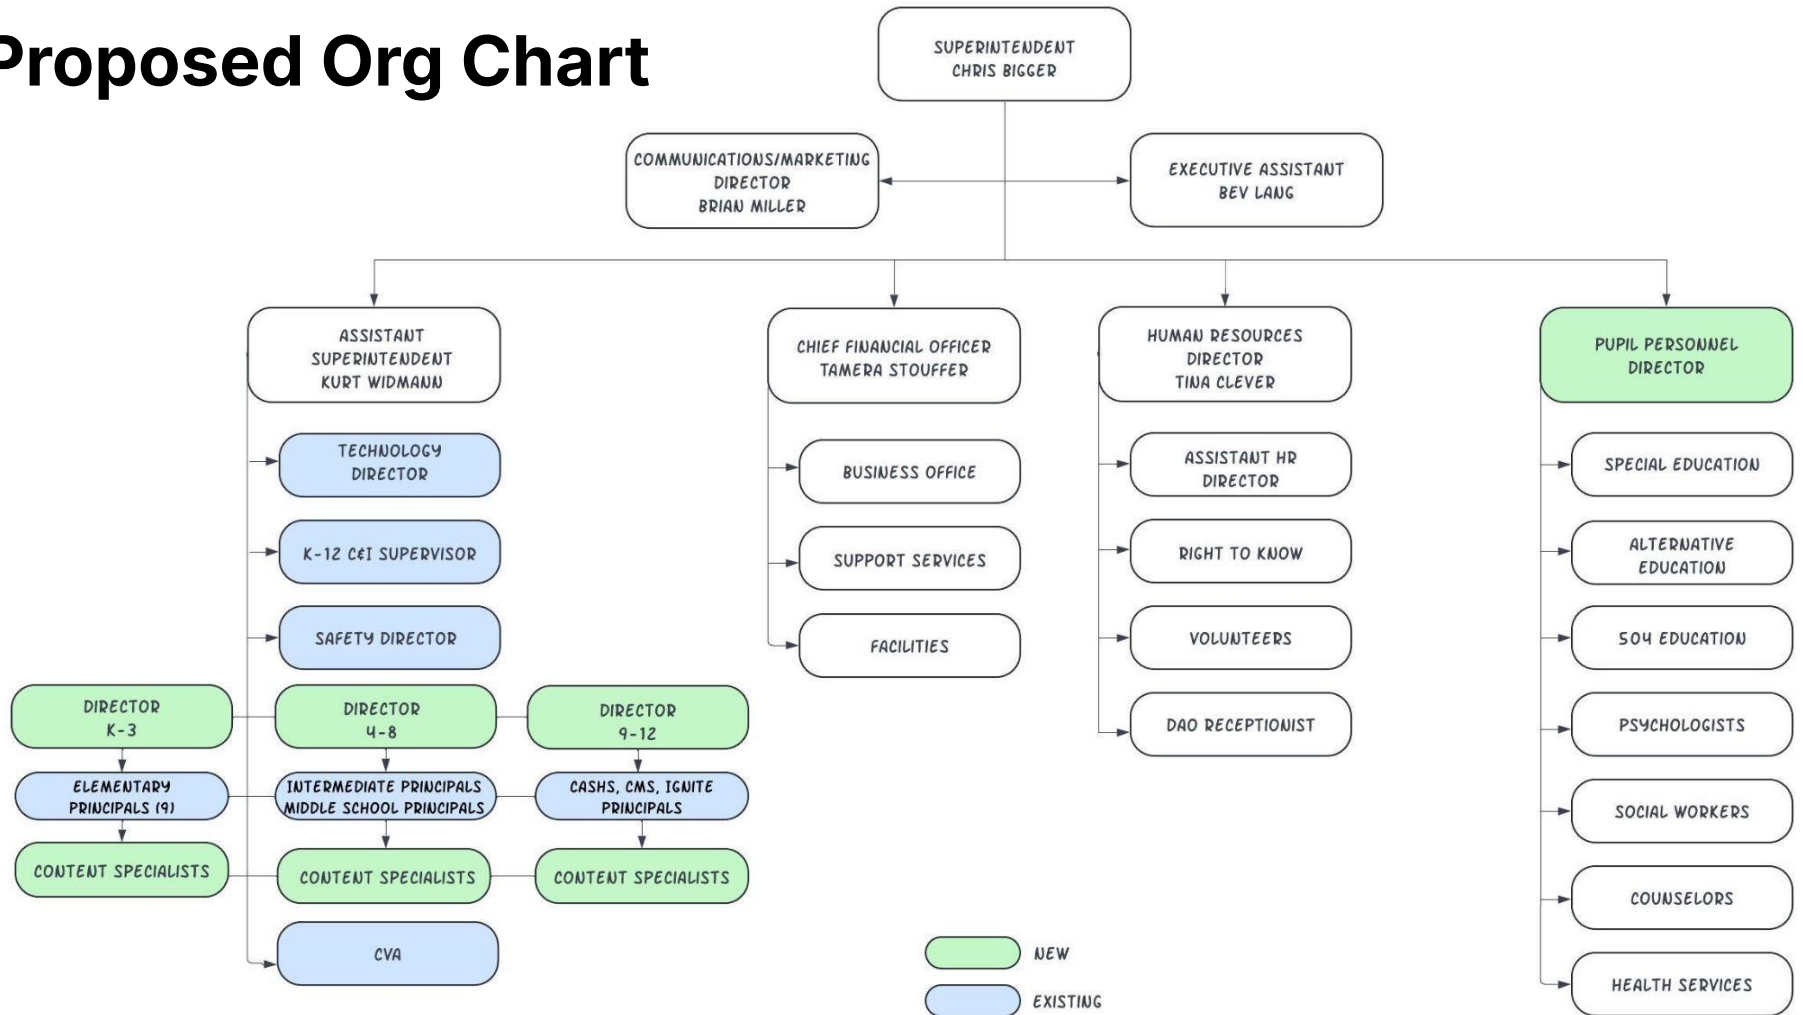 Proposed Org Chart
SUPERINTENDENT
CHRIS BIGGER
COMMUNICATIONS/MARKETING
DIRECTOR
BRIAN MILLER
EXECUTIVE ASSISTANT
BEV LANG
ASSISTANT
SUPERINTENDENT
KURT WIDMANN
CHIEF FINANCIAL OFFICER
TAMERA STOUFFER
HUMAN RESOURCES
DIRECTOR
TINA CLEVER
PUPIL PERSONNEL
DIRECTOR
TECHNOLOGY
DIRECTOR
K-12 C&I SUPERVISOR
SAFETY DIRECTOR
DIRECTOR
K-3
DIRECTOR
4-8
DIRECTOR
9-12
ELEMENTARY
PRINCIPALS (9)
INTERMEDIATE PRINCIPALS
MIDDLE SCHOOL PRINCIPALS
CASHS, CMS, IGNITE
PRINCIPALS
CONTENT SPECIALISTS
CONTENT SPECIALISTS
CONTENT SPECIALISTS
CVA
BUSINESS OFFICE
SUPPORT SERVICES
FACILITIES
ASSISTANT HR
DIRECTOR
RIGHT TO KNOW
VOLUNTEERS
DAO RECEPTIONIST
SPECIAL EDUCATION
ALTERNATIVE
EDUCATION
504 EDUCATION
PSYCHOLOGISTS
SOCIAL WORKERS
COUNSELORS
HEALTH SERVICES
NEW
EXISTING